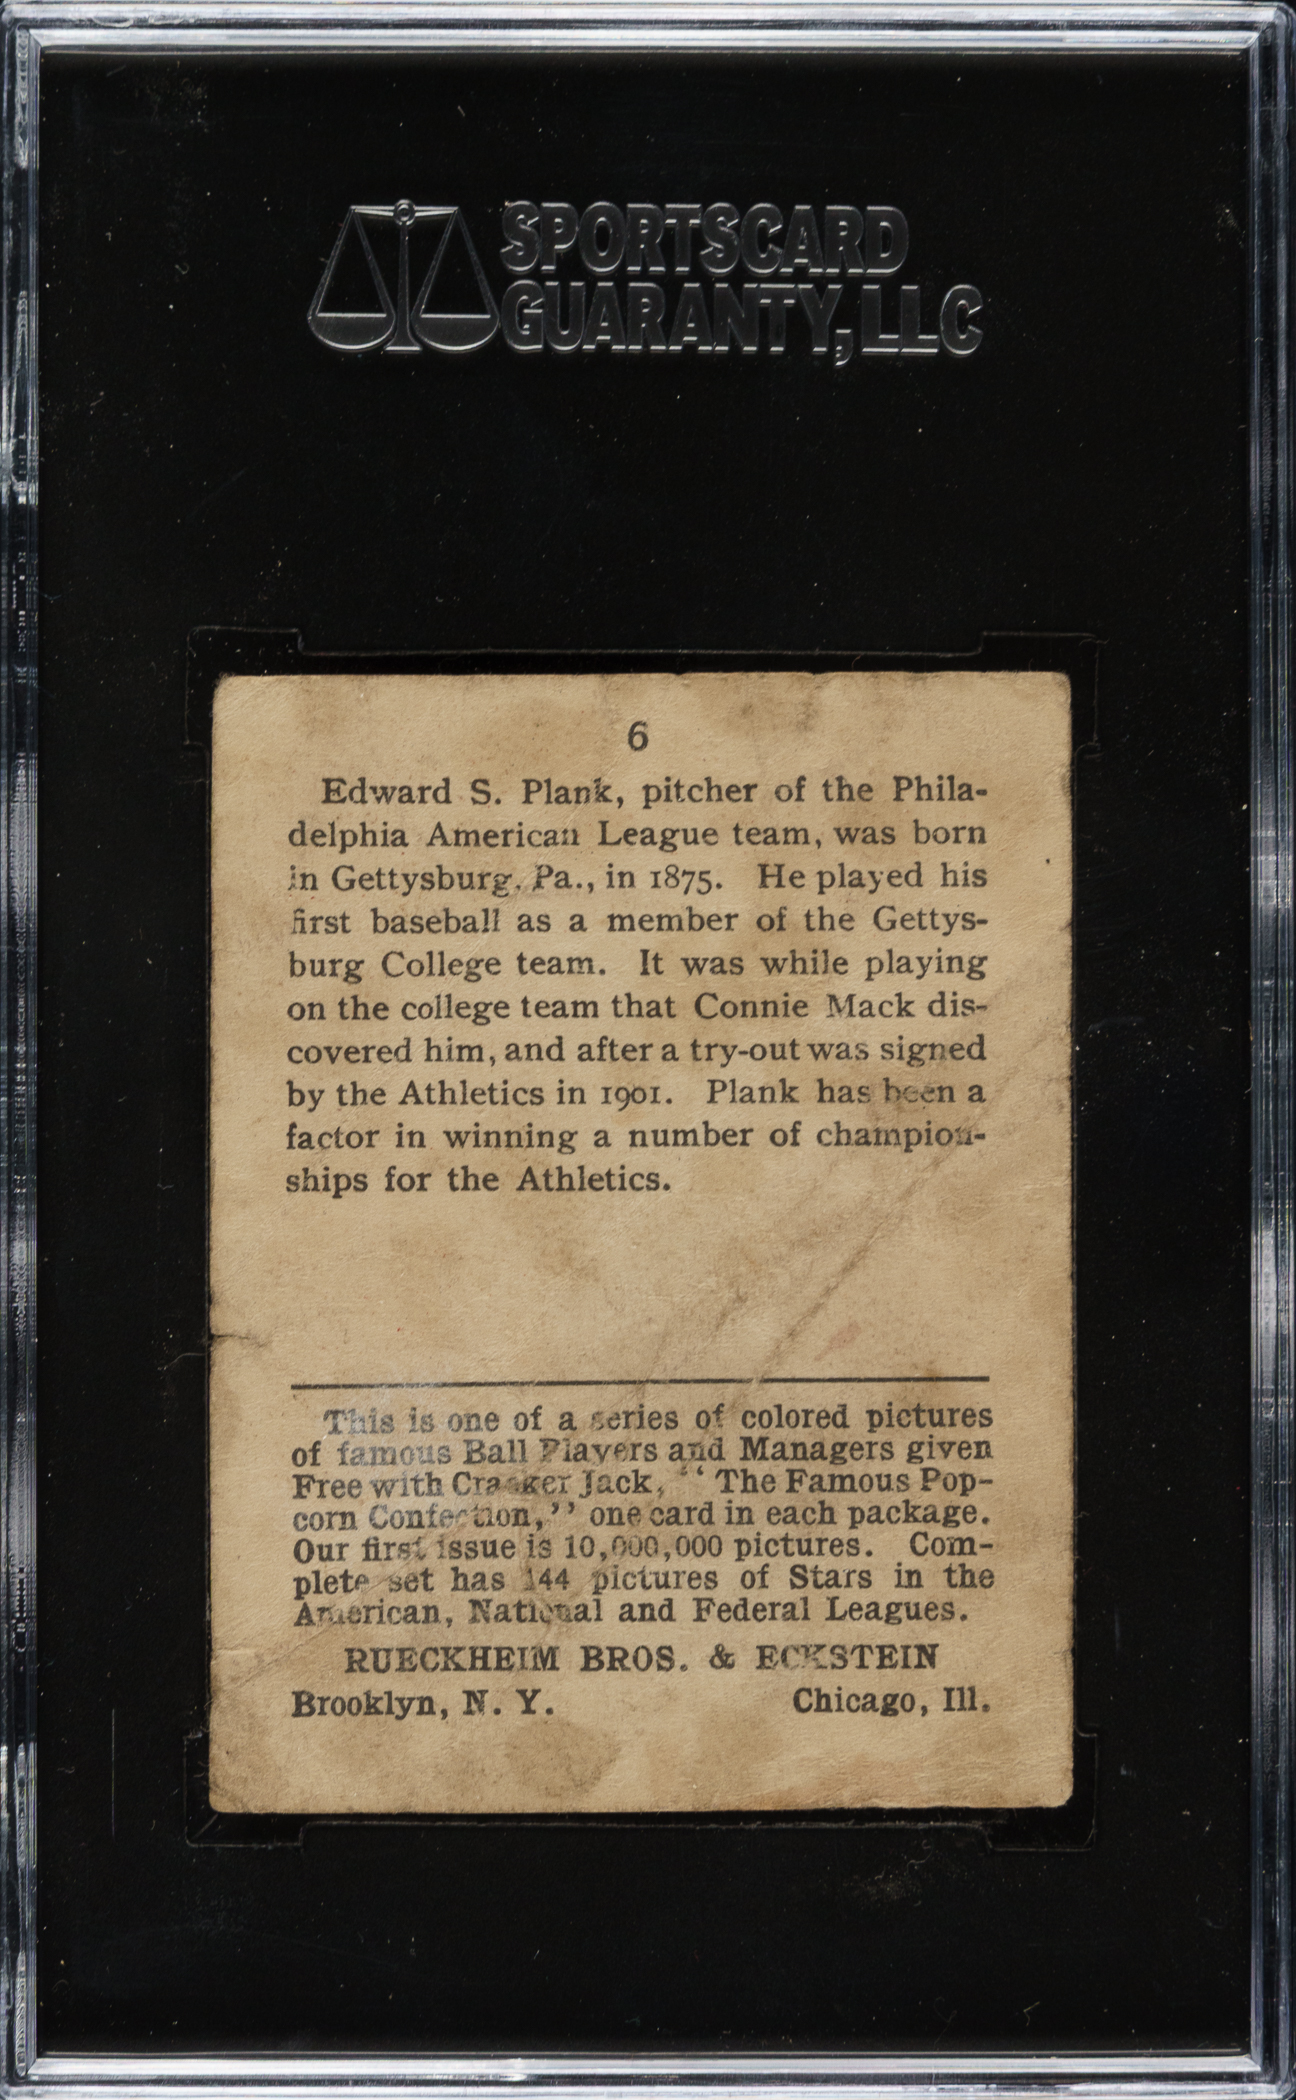 SPORTSCARD
GUARANTY, LLC
6
Edward S. Plank, pitcher of the Phila-
delphia American League team, was born
in Gettysburg, Pa., in 1875. He played his
first baseball as a member of the Gettys-
burg College team. It was while playing
on the college team that Connie Mack dis-
covered him, and after a try-out was signed
by the Athletics in 1901. Plank has been a
factor in winning a number of champion-
ships for the Athletics.
This is one of a series of colored pictures
of famous Ball Players and Managers given
Free with Cracker Jack, “The Famous Pop-
corn Confection,” one card in each package.
Our first issue is 10,000,000 pictures. Com-
plete set has 144 pictures of Stars in the
American, National and Federal Leagues.
RUECKHEIM BROS. & ECKSTEIN
Brooklyn, N. Y. Chicago, Ill.